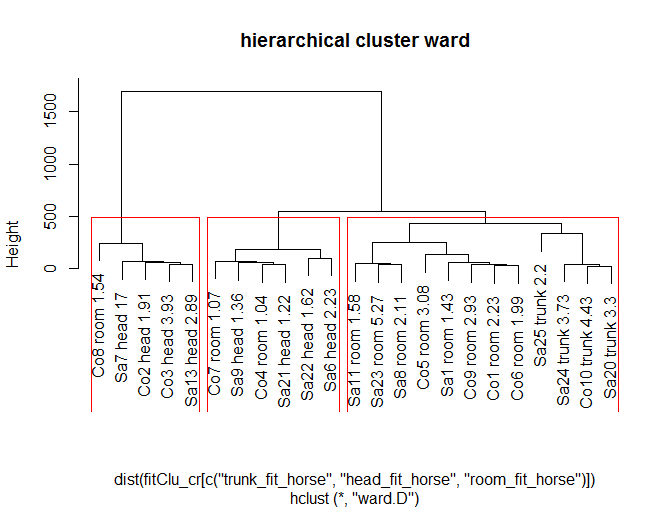 hierarchical cluster ward
Height
0
500
1000
1500
Co8 room 1.54
Sa7 head 17
Co2 head 1.91
Co3 head 3.93
Sa13 head 2.89
Co7 room 1.07
Sa9 head 1.36
Co4 room 1.04
Sa21 head 1.22
Sa22 head 1.62
Sa6 head 2.23
Sa11 room 1.58
Sa23 room 5.27
Sa8 room 2.11
Co5 room 3.08
Sa1 room 1.43
Co9 room 2.93
Co1 room 2.23
Co6 room 1.99
Sa25 trunk 2.2
Sa24 trunk 3.73
Co10 trunk 4.43
Sa20 trunk 3.3
dist(fitClu_cr[c("trunk_fit_horse", "head_fit_horse", "room_fit_horse")])
hclust (*, "ward.D")